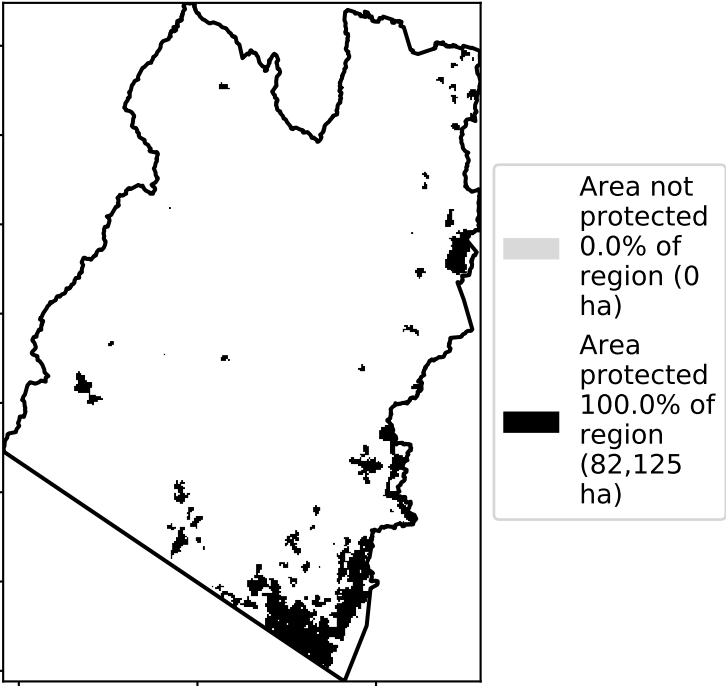 Area not
protected
0.0% of
region (0
ha)
Area
protected
100.0% of
region
(82,125
ha)